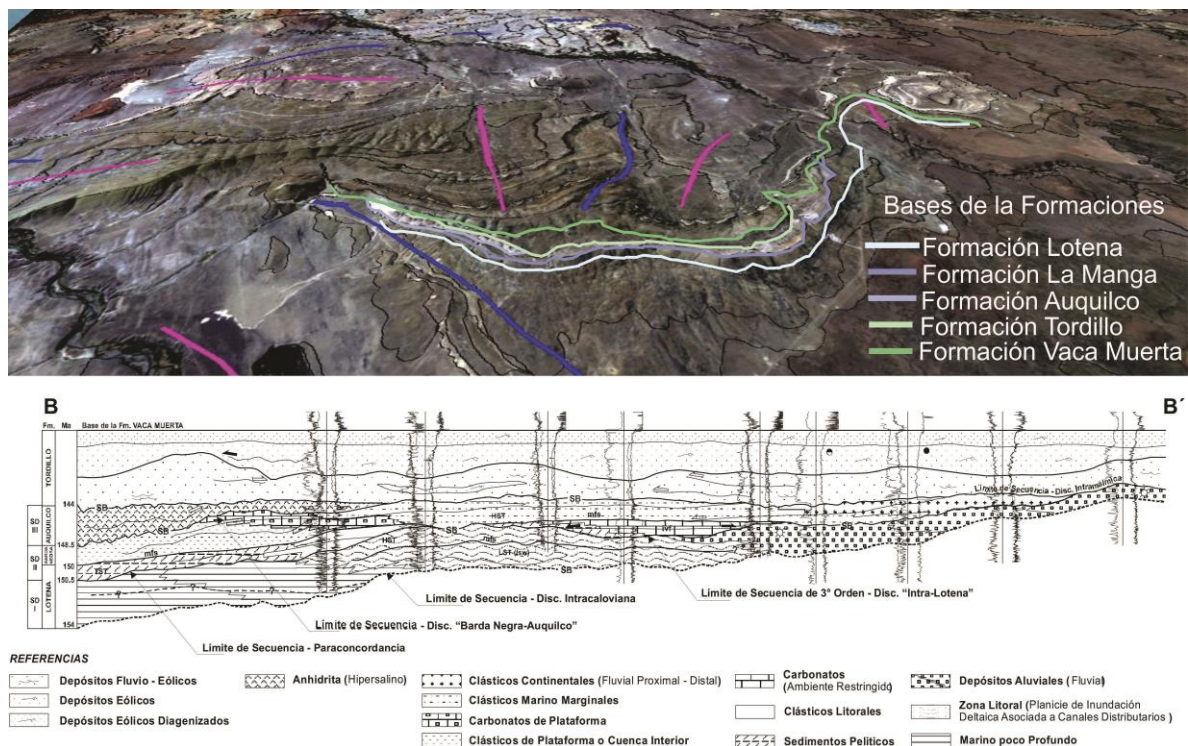 Bases de la Formaciones
Formación Lotena
Formación La Manga
Formación Auquilco
Formación Tordillo
Formación Vaca Muerta
B
B´
Fm.
Ma
Base de la Fm. VACA MUERTA
TORDILLO
144
SB
SD III
AUQUILCO
148.5
SD II
150
150.5
SD I
LOTENA
154
SB
SB
HST
mfs
SB
SB
SB
mfs
TST
HST
mfs
SB
Límite de Secuencia - Disc. Intramálmica
Límite de Secuencia - Disc. Intracaloviana
Límite de Secuencia de 3° Orden - Disc. “Intra-Lotena”
Límite de Secuencia - Disc. “Barda Negra-Auquilco”
Límite de Secuencia - Paraconcordancia
REFERENCIAS
Depósitos Fluvio - Eólicos
Depósitos Eólicos
Depósitos Eólicos Diagenizados
Anhidrita (Hipersalino)
Clásticos Continentales (Fluvial Proximal - Distal)
Clásticos Marino Marginales
Carbonatos de Plataforma
Clásticos de Plataforma o Cuenca Interior
Carbonatos
(Ambiente Restringido)
Clásticos Litorales
Sedimentos Pelíticos
Depósitos Aluviales (Fluvial)
Zona Litoral (Planicie de Inundación
Deltaica Asociada a Canales Distributarios )
Marino poco Profundo